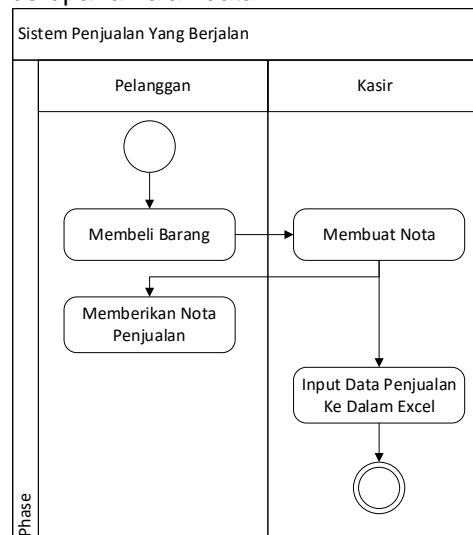 Sistem Penjualan Yang Berjalan
Pelanggan
Kasir
Membeli Barang
Membuat Nota
Memberikan Nota
Penjualan
Input Data Penjualan
Ke Dalam Excel
Phase